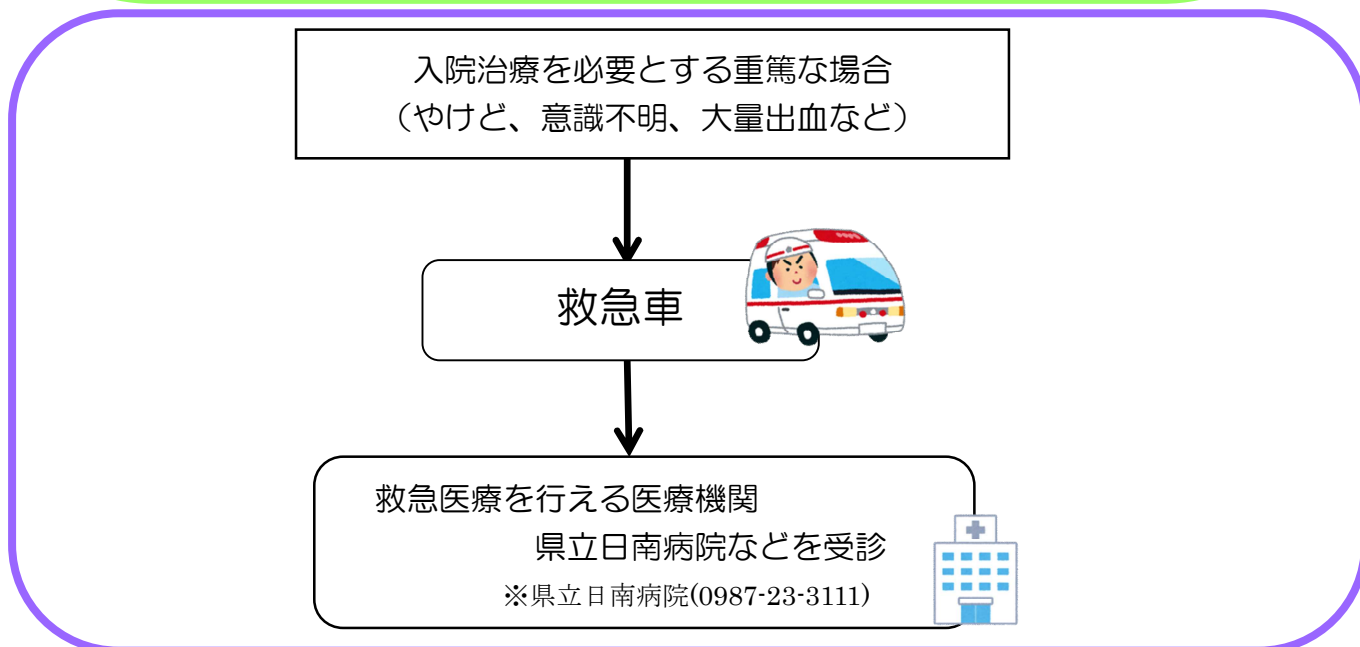 入院治療を必要とする重篤な場合
（やけど、意識不明、大量出血など）
救急車
救急医療を行える医療機関
県立日南病院などを受診
※県立日南病院(0987-23-3111)